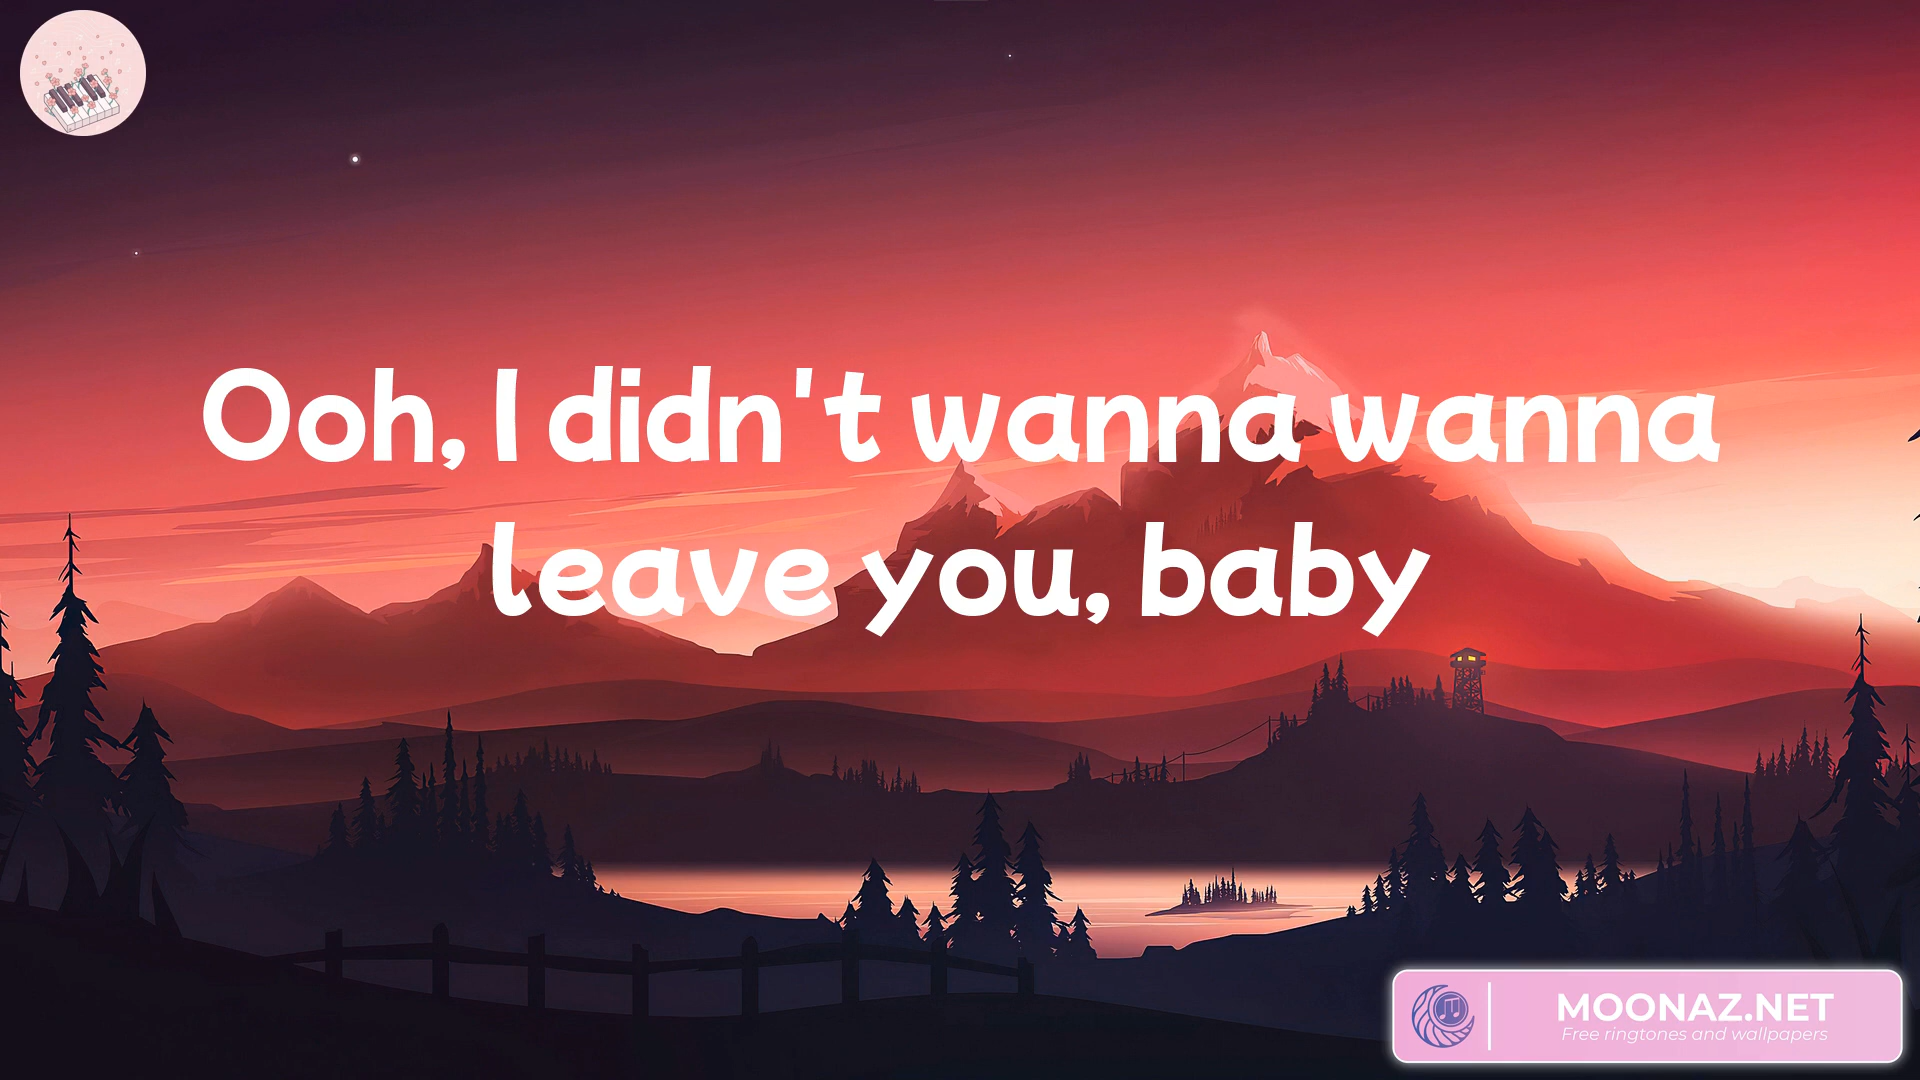 Ooh, I didn't wanna wanna
leave you, baby
MOONAZ.NET
Free ringtones and wallpapers